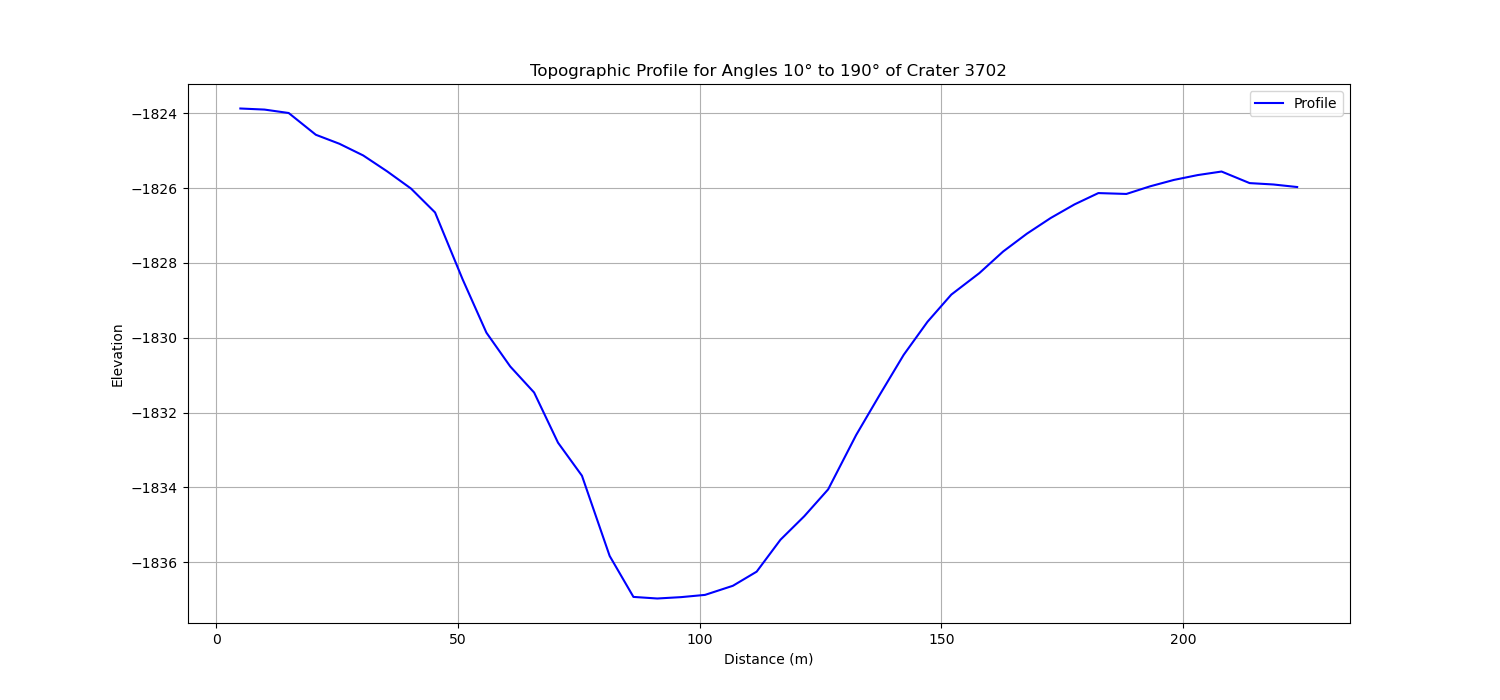 Topographic Profile for Angles 10° to 190° of Crater 3702
Profile
−1824
−1826
−1828
−1830
−1832
−1834
−1836
Elevation
0 50 100 150 200
Distance (m)